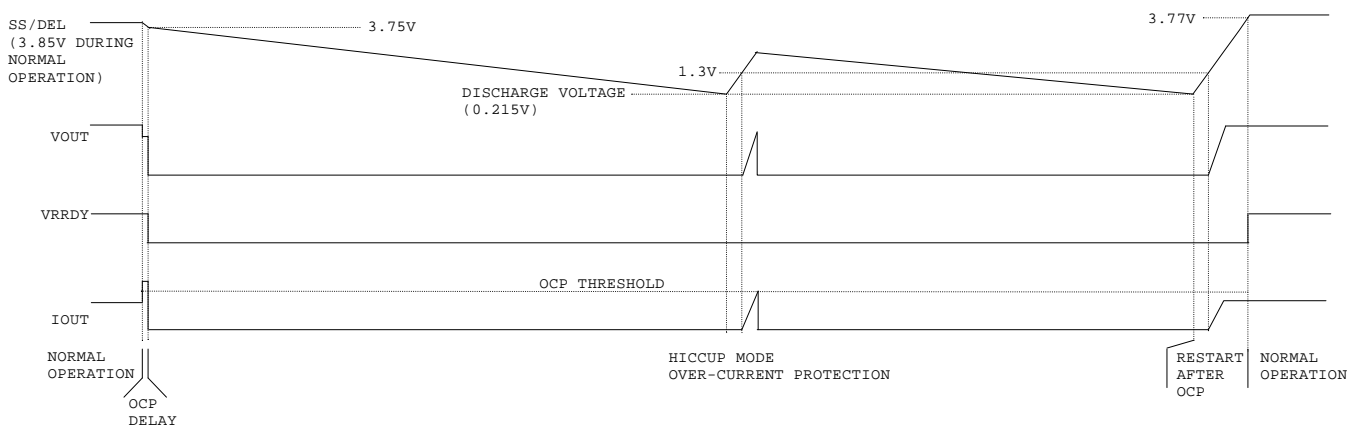 SS/DEL
(3.85V DURING
NORMAL
OPERATION)
3.75V
3.77V
1.3V
DISCHARGE VOLTAGE
(0.215V)
VOUT
VRRDY
OCP THRESHOLD
IOUT
NORMAL
OPERATION
OCP
DELAY
HICCUP MODE
OVER-CURRENT PROTECTION
RESTART
AFTER
OCP
NORMAL
OPERATION